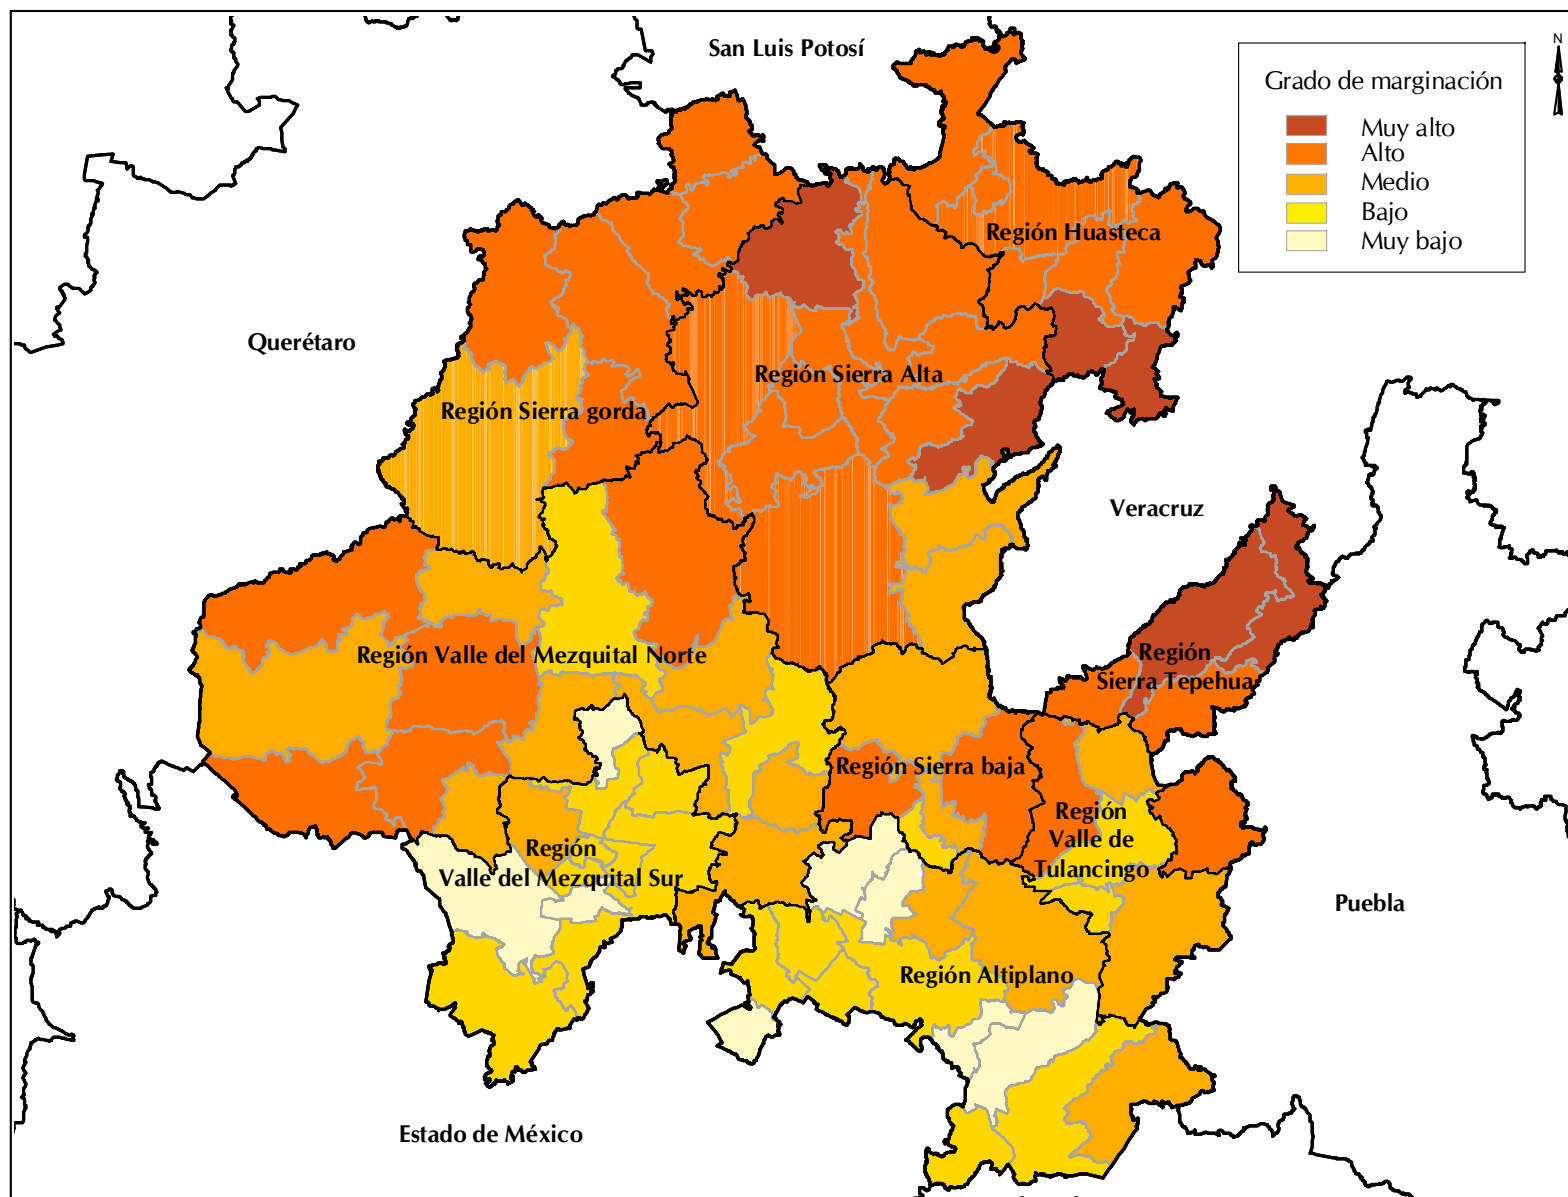 San Luis Potosí
N
Grado de marginación
Muy alto
Alto
Medio
Bajo
Muy bajo
Región Huasteca
Querétaro
Región Sierra Alta
Región Sierra gorda
Veracruz
Región Valle del Mezquital Norte
Región
Sierra Tepehua
Región Sierra baja
Región
Valle de
Tulancingo
Región
Valle del Mezquital Sur
Puebla
Región Altiplano
Estado de México